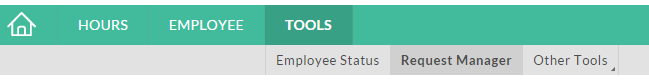 HOURS EMPLOYEE TOOLS
Employee Status Request Manager Other Tools